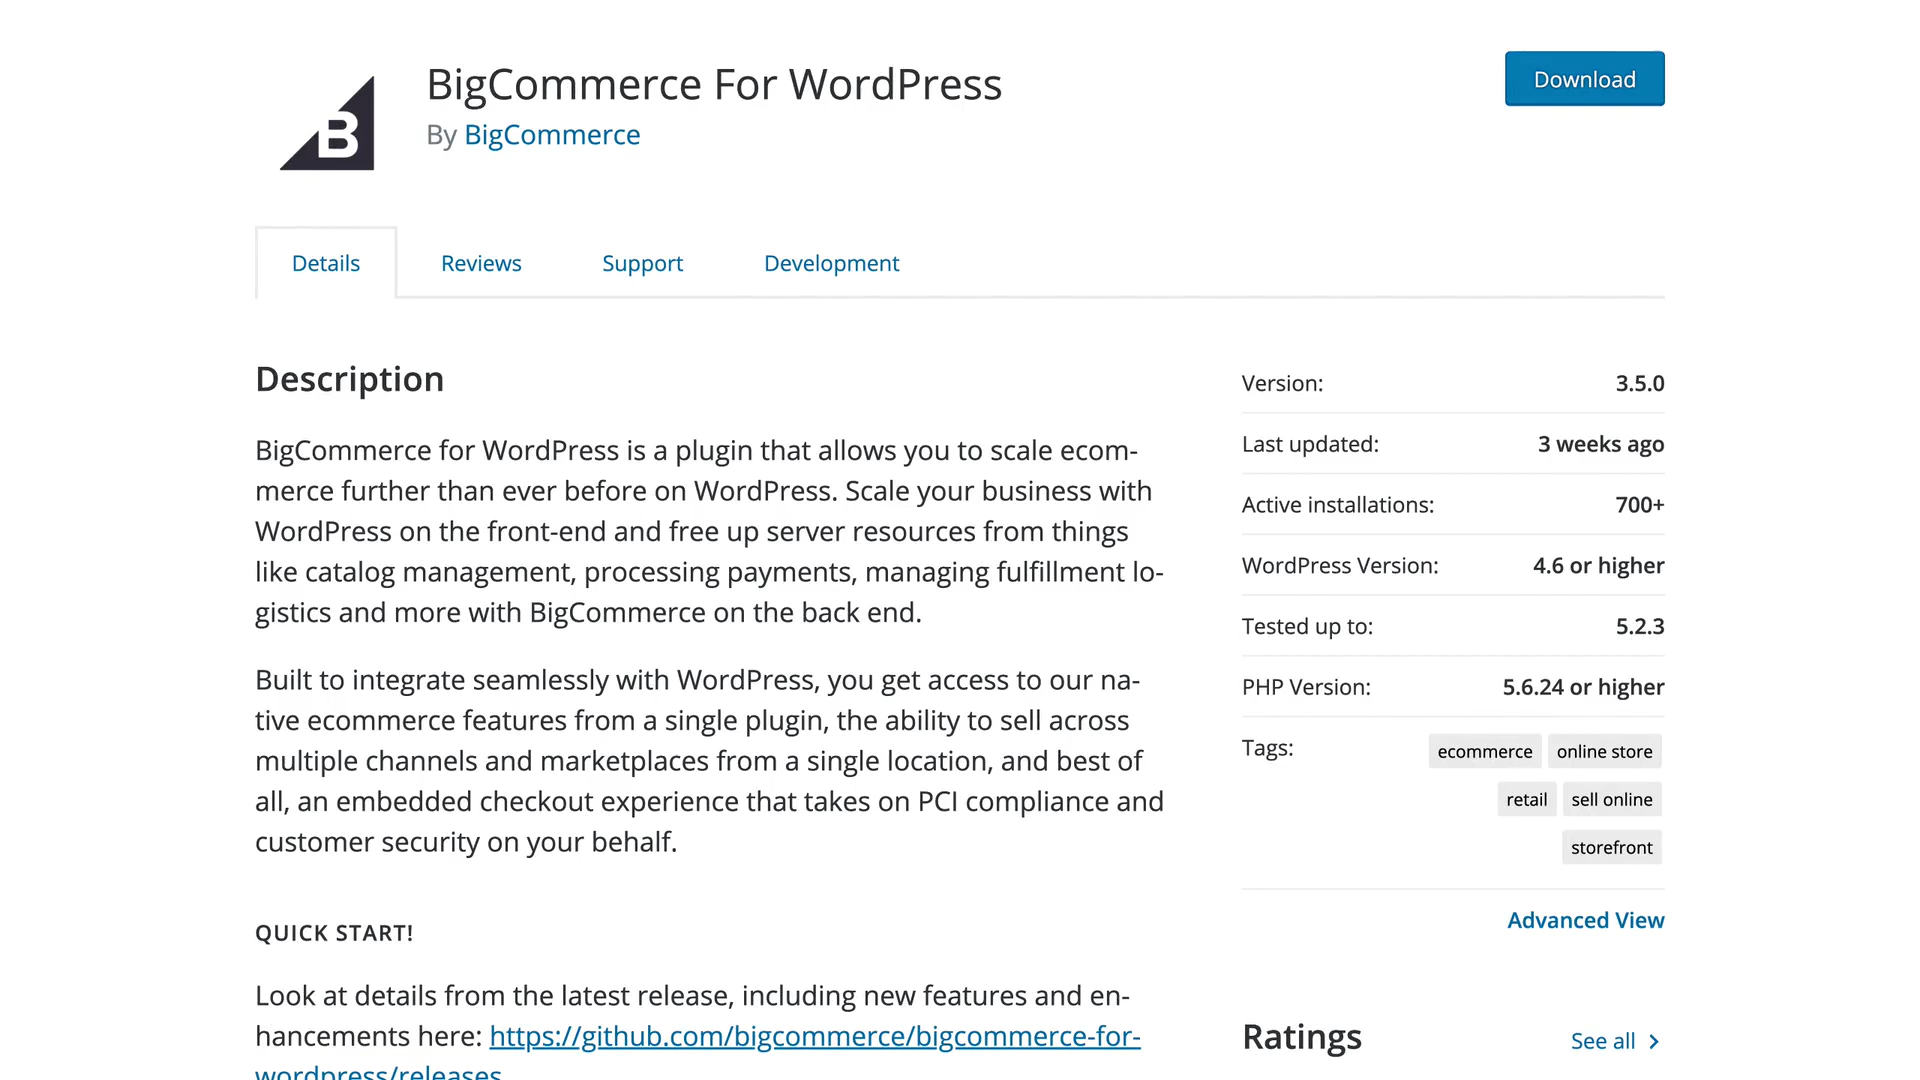 BigCommerce For WordPress
Download
By BigCommerce
B
Details
Reviews
Support
Development
Description
BigCommerce for WordPress is a plugin that allows you to scale ecom-
merce further than ever before on WordPress. Scale your business with
WordPress on the front-end and free up server resources from things
like catalog management, processing payments, managing fulfillment lo-
gistics and more with BigCommerce on the back end.
Built to integrate seamlessly with WordPress, you get access to our na-
tive ecommerce features from a single plugin, the ability to sell across
multiple channels and marketplaces from a single location, and best of
all, an embedded checkout experience that takes on PCI compliance and
customer security on your behalf.
QUICK START!
Look at details from the latest release, including new features and en-
hancements here: https://github.com/bigcommerce/bigcommerce-for-
wordpress/releases
Version: 3.5.0
Last updated: 3 weeks ago
Active installations: 700+
WordPress Version: 4.6 or higher
Tested up to: 5.2.3
PHP Version: 5.6.24 or higher
Tags: ecommerce online store
retail sell online
storefront
Advanced View
Ratings
See all